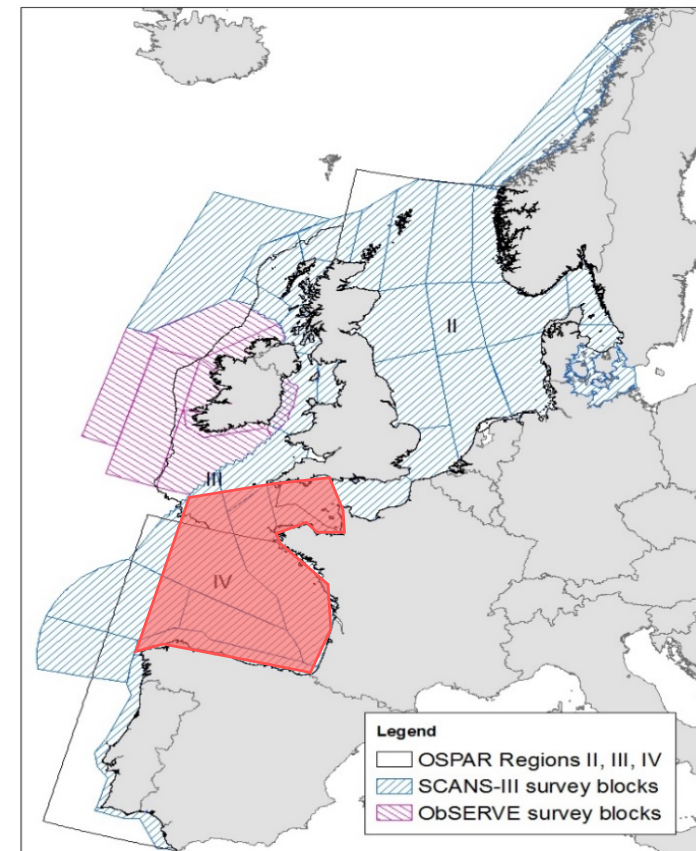 II
III
IV
Legend
OSPAR Regions II, III, IV
SCANS-III survey blocks
ObSERVE survey blocks